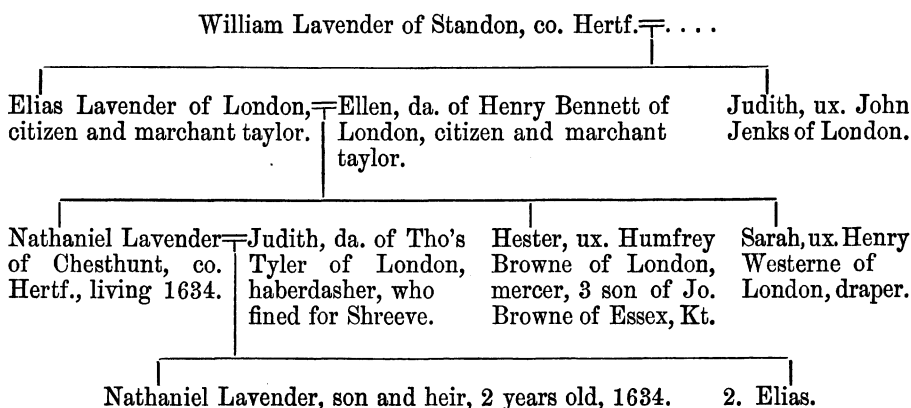 William Lavender of Standon, co. Hertf.=. . . .
Elias Lavender of London,=Ellen, da. of Henry Bennett of
citizen and marchant taylor. London, citizen and marchant
taylor.
Judith, ux. John
Jenks of London.
Nathaniel Lavender=Judith, da. of Tho's
of Chesthunt, co. Tyler of London,
Hertf., living 1634. haberdasher, who
fined for Shreeve.
Hester, ux. Humfrey
Browne of London,
mercer, 3 son of Jo.
Browne of Essex, Kt.
Sarah, ux. Henry
Westerne of
London, draper.
Nathaniel Lavender, son and heir, 2 years old, 1634. 2. Elias.